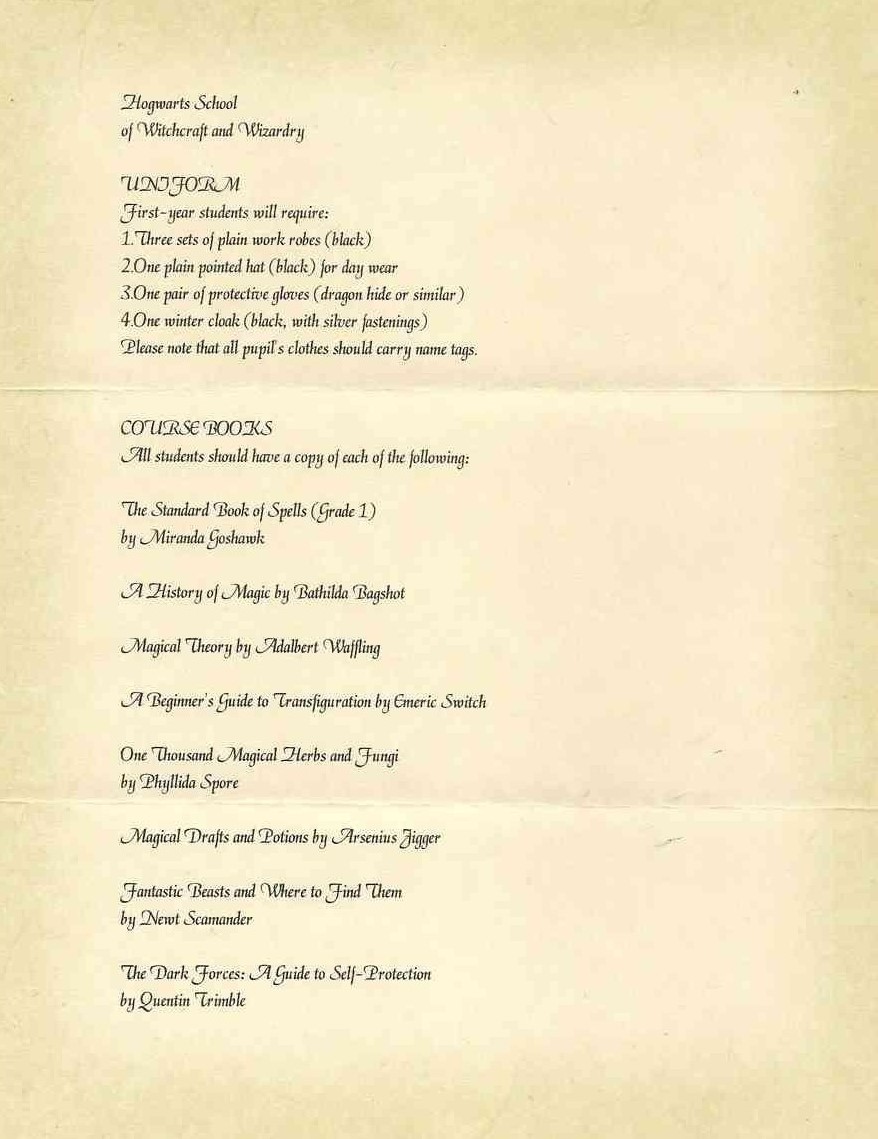 Hogwarts School
of Witchcraft and Wizardry
UNIFORM
First-year students will require:
1.Three sets of plain work robes (black)
2.One plain pointed hat (black) for day wear
3.One pair of protective gloves (dragon hide or similar)
4.One winter cloak (black, with silver fastenings)
Please note that all pupil's clothes should carry name tags.
COURSE BOOKS
All students should have a copy of each of the following:
The Standard Book of Spells (Grade 1)
by Miranda Goshawk
A History of Magic by Bathilda Bagshot
Magical Theory by Adalbert Waffling
A Beginner's Guide to Transfiguration by Emeric Switch
One Thousand Magical Herbs and Fungi
by Phyllida Spore
Magical Drafts and Potions by Arsenius Jigger
Fantastic Beasts and Where to Find Them
by Newt Scamander
The Dark Forces: A Guide to Self-Protection
by Quentin Trimble